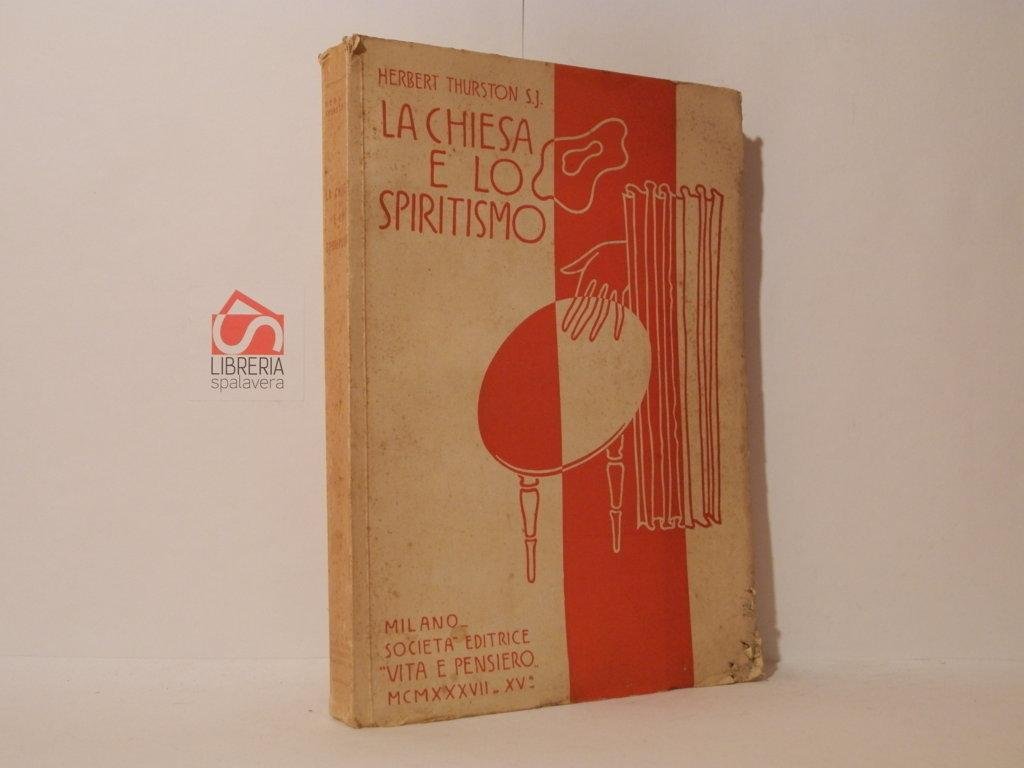 HERBERT THURSTON S.J.
LA CHIESA
E LO
SPIRITISMO
MILANO-
SOCIETA' EDITRICE
"VITA E PENSIERO"
MCMXXXVII - XV°
LIBRERIA
spalavera